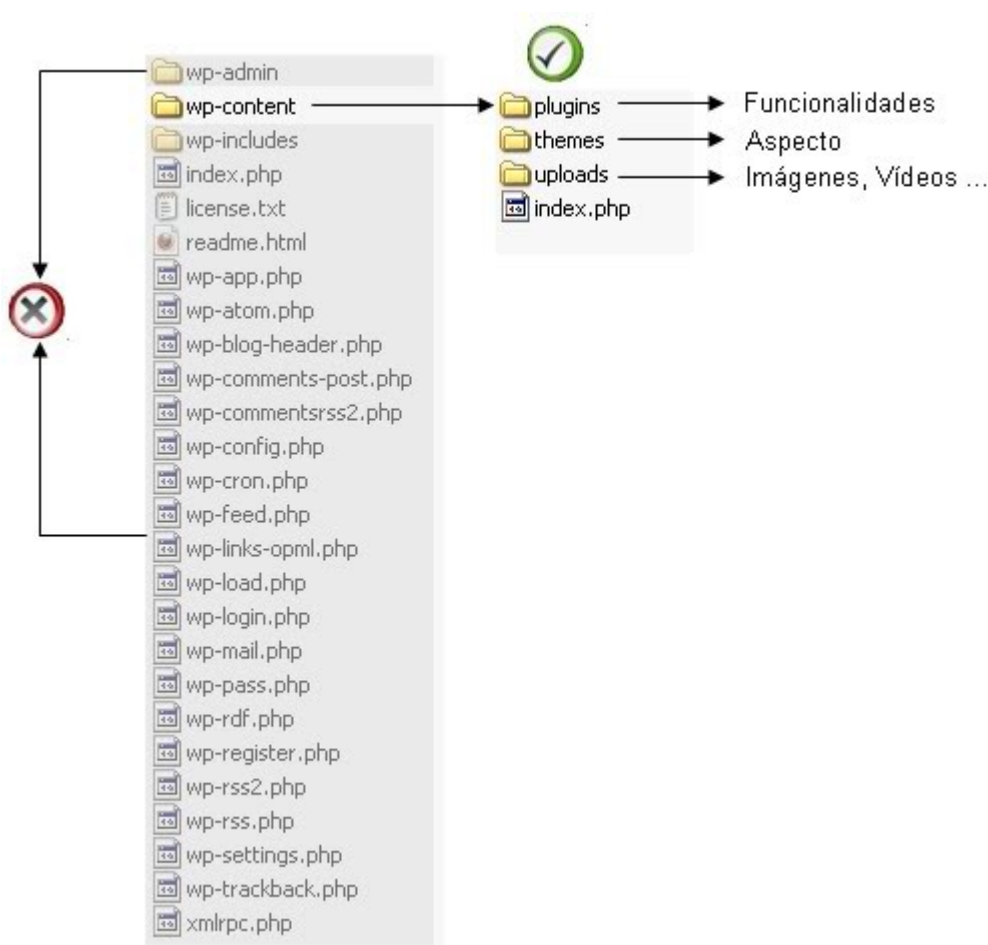 wp-admin
wp-content
wp-includes
index.php
license.txt
readme.html
wp-app.php
wp-atom.php
wp-blog-header.php
wp-comments-post.php
wp-commentsrss2.php
wp-config.php
wp-cron.php
wp-feed.php
wp-links-opml.php
wp-load.php
wp-login.php
wp-mail.php
wp-pass.php
wp-rdf.php
wp-register.php
wp-rss2.php
wp-rss.php
wp-settings.php
wp-trackback.php
xmlrpc.php
plugins
themes
uploads
index.php
Funcionalidades
Aspecto
Imágenes, Vídeos ...